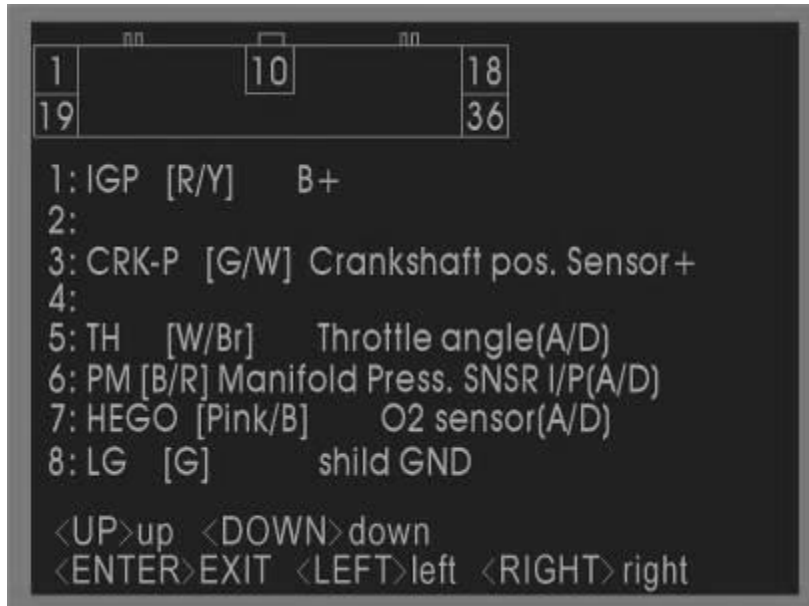 1 10 18
19 36
1: IGP [R/Y] B+
2:
3: CRK-P [G/W] Crankshaft pos. Sensor+
4:
5: TH [W/Br] Throttle angle(A/D)
6: PM [B/R] Manifold Press. SNSR I/P(A/D)
7: HEGO [Pink/B] O2 sensor(A/D)
8: LG [G] shild GND
<UP>up <DOWN>down
<ENTER>EXIT <LEFT>left <RIGHT>right